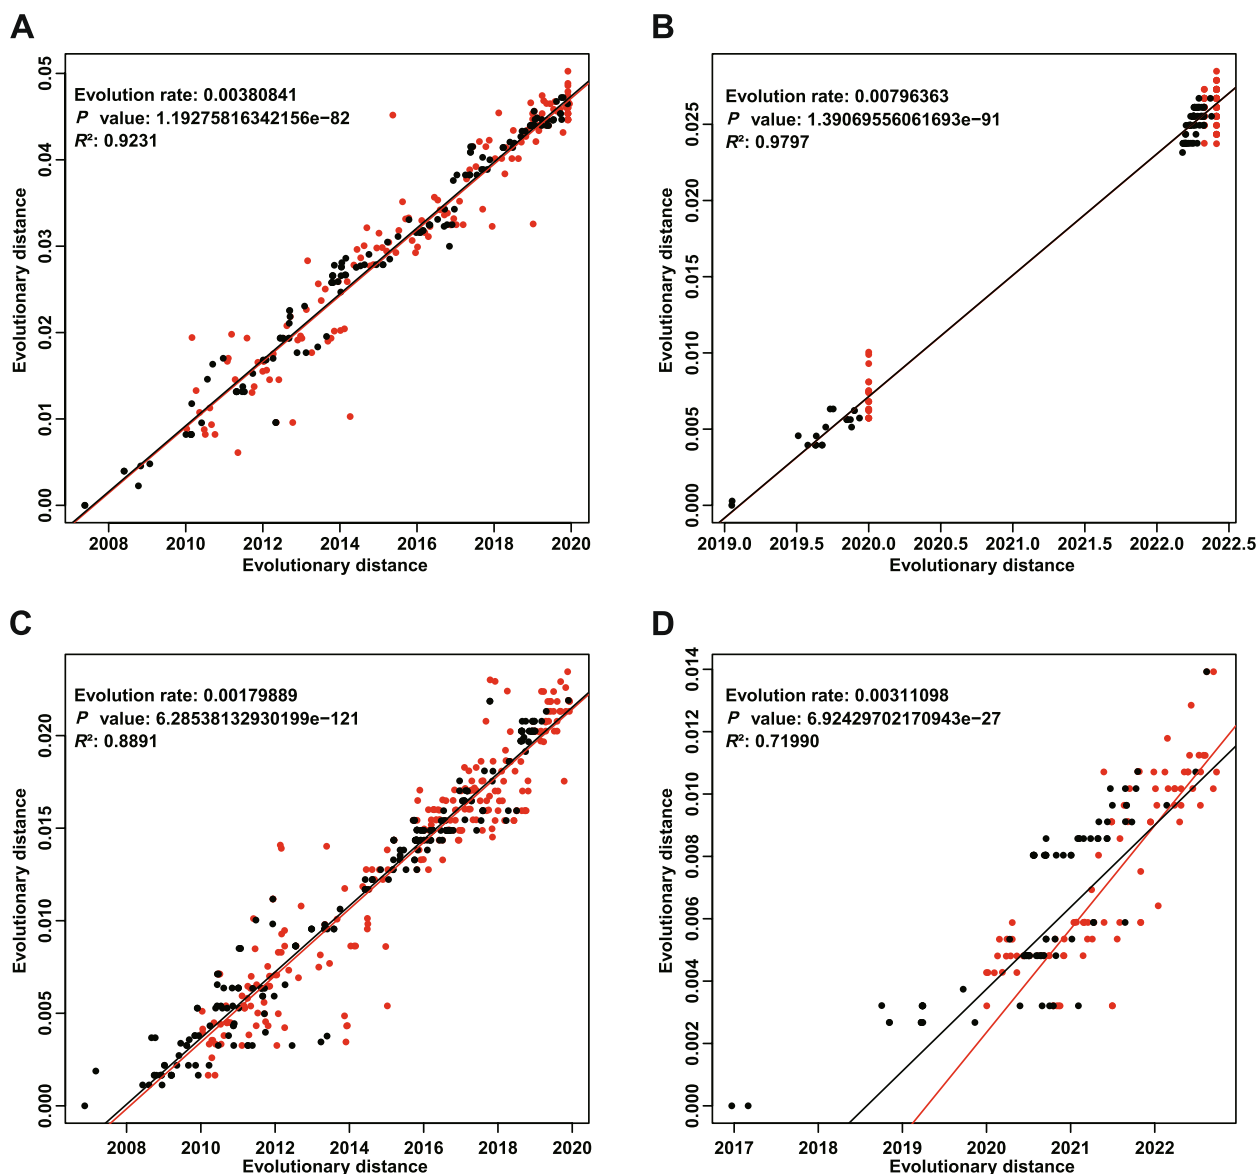 A
Evolution rate: 0.00380841
P value: 1.19275816342156e−82
R²: 0.9231
Evolutionary distance
0.05
0.04
0.03
0.02
0.01
0.00
2008 2010 2012 2014 2016 2018 2020
Evolutionary distance
B
Evolution rate: 0.00796363
P value: 1.39069556061693e−91
R²: 0.9797
Evolutionary distance
0.025
0.020
0.015
0.010
0.005
0.000
2019.0 2019.5 2020.0 2020.5 2021.0 2021.5 2022.0 2022.5
Evolutionary distance
C
Evolution rate: 0.00179889
P value: 6.28538132930199e−121
R²: 0.8891
Evolutionary distance
0.020
0.015
0.010
0.005
0.000
2008 2010 2012 2014 2016 2018 2020
Evolutionary distance
D
Evolution rate: 0.00311098
P value: 6.92429702170943e−27
R²: 0.71990
Evolutionary distance
0.014
0.012
0.010
0.008
0.006
0.004
0.002
0.000
2017 2018 2019 2020 2021 2022
Evolutionary distance